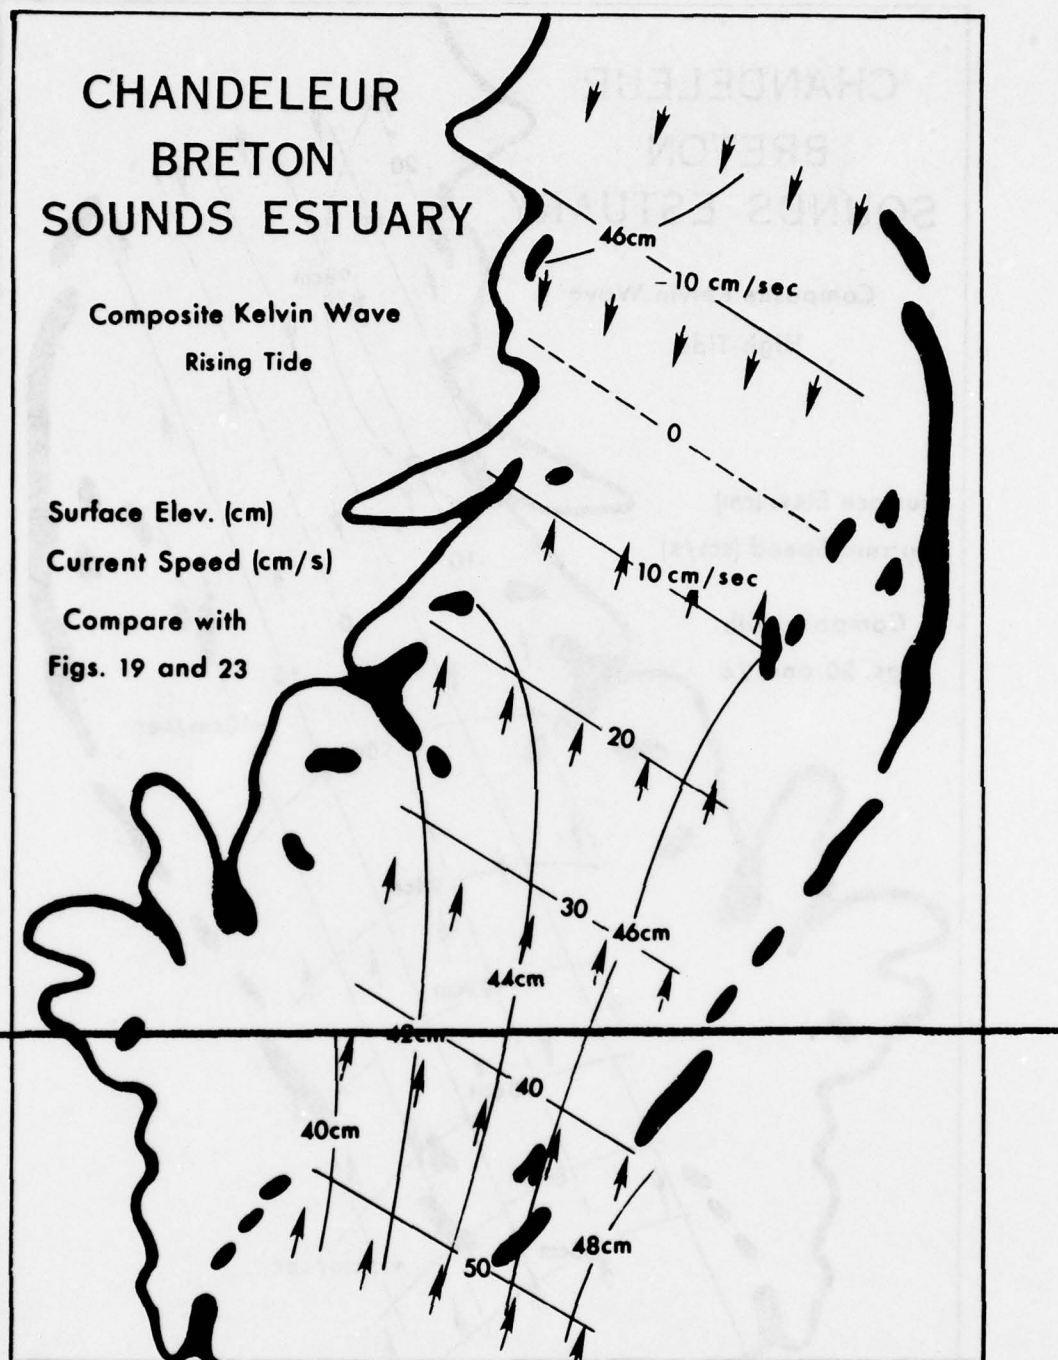 CHANDELEUR
BRETON
SOUNDS ESTUARY
Composite Kelvin Wave
Rising Tide
Surface Elev. (cm)
Current Speed (cm/s)
Compare with
Figs. 19 and 23
46cm
-10 cm/sec
0
10 cm/sec
20
30
46cm
44cm
42cm
40
40cm
48cm
50